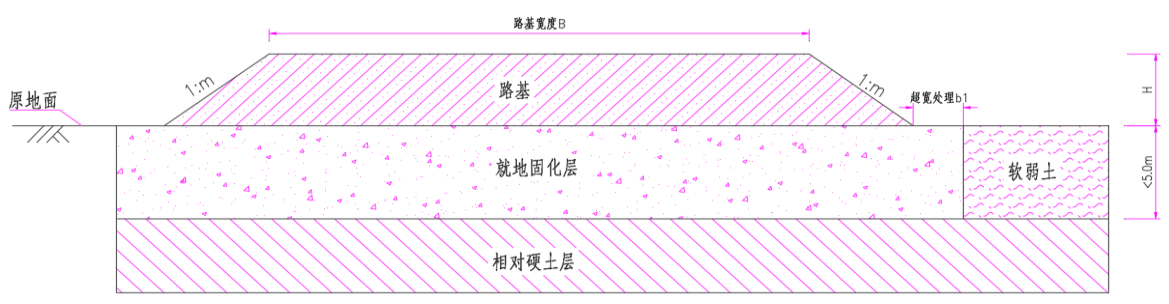 路基宽度B
1:m
路基
1:m
原地面
超宽处理b1
H
就地固化层
软弱土
<5.0m
相对硬土层